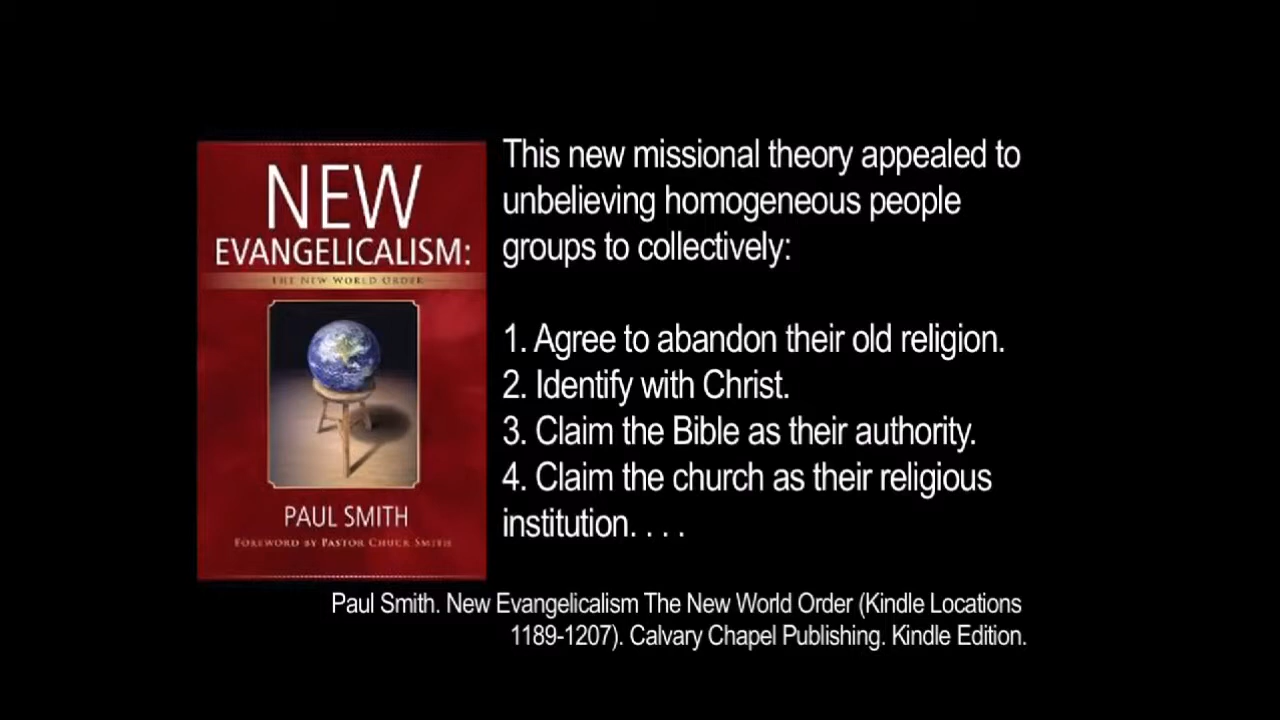 NEW
EVANGELICALISM:
THE NEW WORLD ORDER
PAUL SMITH
FOREWORD BY PASTOR CHUCK SMITH
This new missional theory appealed to
unbelieving homogeneous people
groups to collectively:
1. Agree to abandon their old religion.
2. Identify with Christ.
3. Claim the Bible as their authority.
4. Claim the church as their religious
institution. . . .
Paul Smith. New Evangelicalism The New World Order (Kindle Locations
1189-1207). Calvary Chapel Publishing. Kindle Edition.